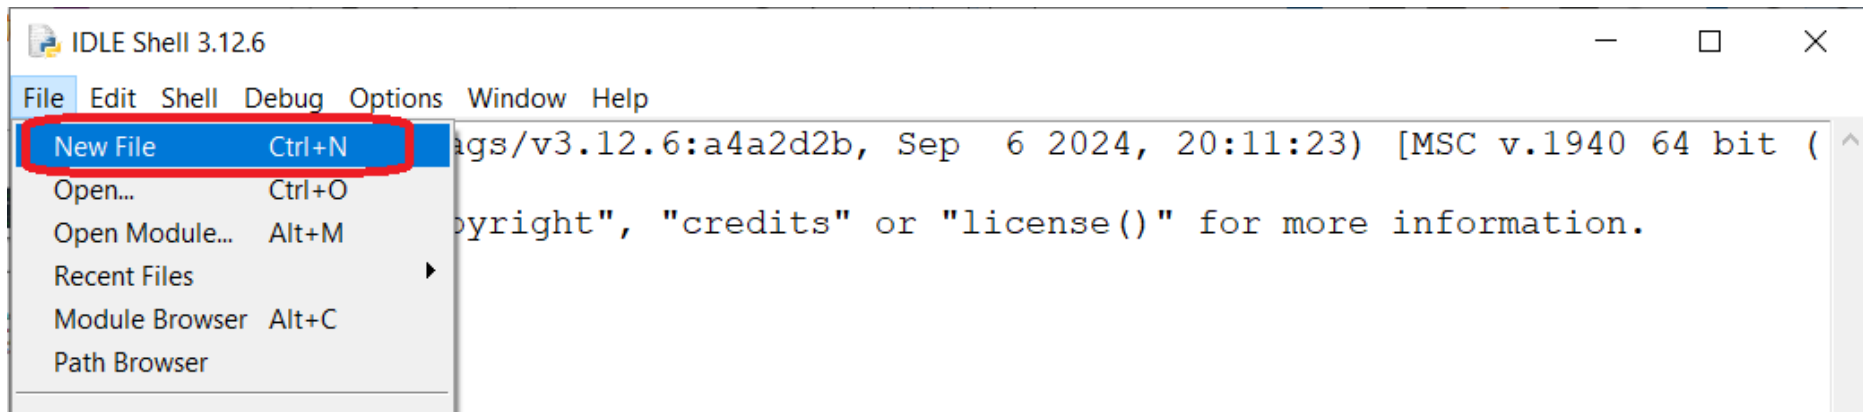 IDLE Shell 3.12.6
File Edit Shell Debug Options Window Help
New File Ctrl+N
ags/v3.12.6:a4a2d2b, Sep  6 2024, 20:11:23) [MSC v.1940 64 bit (
Open... Ctrl+O
pyright", "credits" or "license()" for more information.
Open Module... Alt+M
Recent Files
Module Browser Alt+C
Path Browser